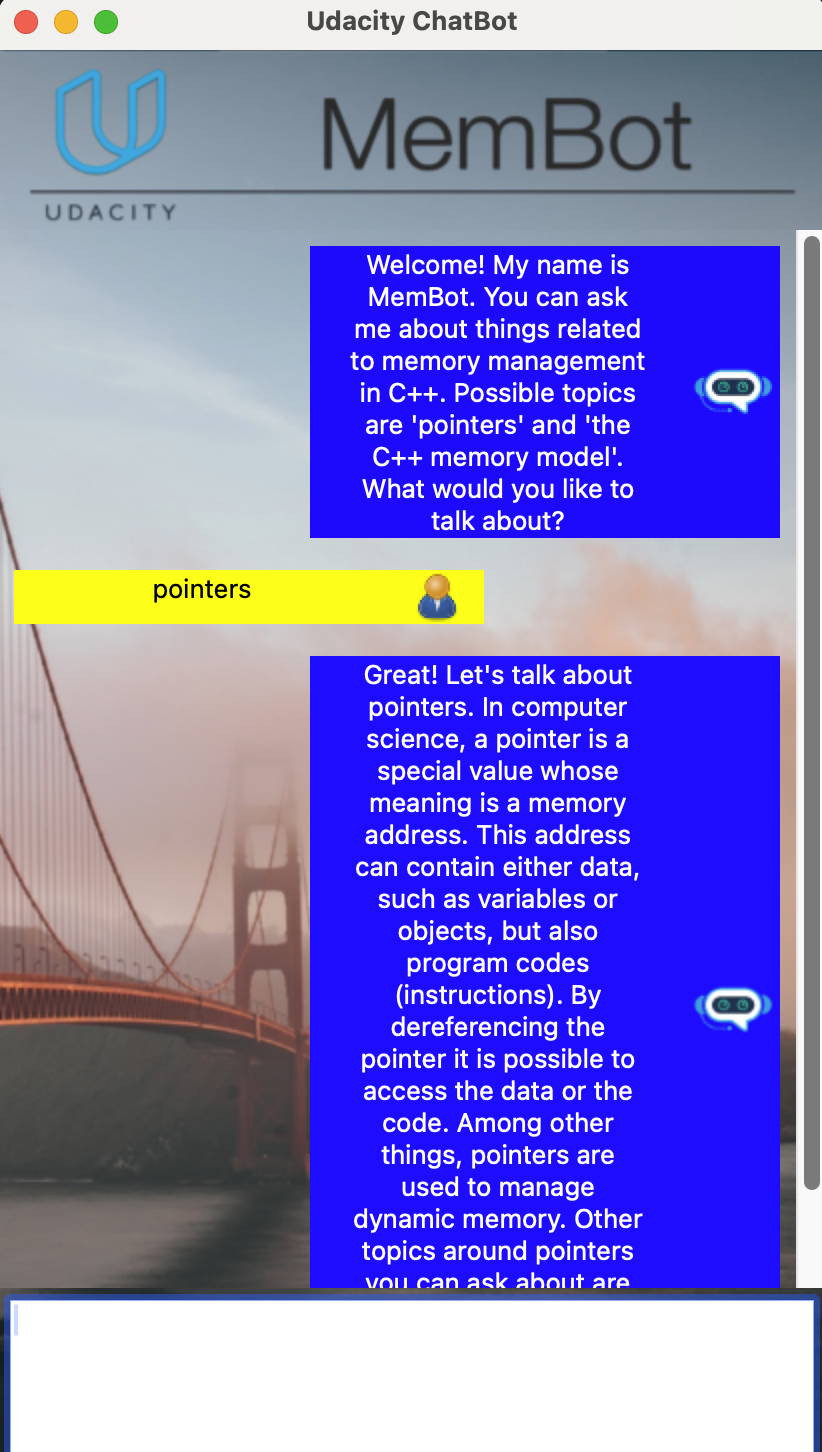 Udacity ChatBot
MemBot
UDACITY
Welcome! My name is
MemBot. You can ask
me about things related
to memory management
in C++. Possible topics
are 'pointers' and 'the
C++ memory model'.
What would you like to
talk about?
pointers
Great! Let's talk about
pointers. In computer
science, a pointer is a
special value whose
meaning is a memory
address. This address
can contain either data,
such as variables or
objects, but also
program codes
(instructions). By
dereferencing the
pointer it is possible to
access the data or the
code. Among other
things, pointers are
used to manage
dynamic memory. Other
topics around pointers
you can ask about are